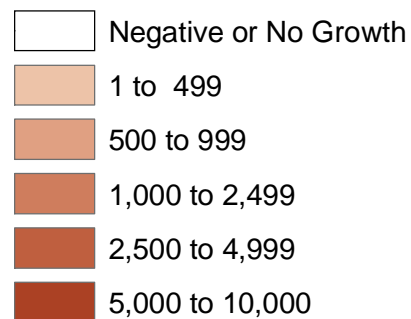 Negative or No Growth
1 to 499
500 to 999
1,000 to 2,499
2,500 to 4,999
5,000 to 10,000